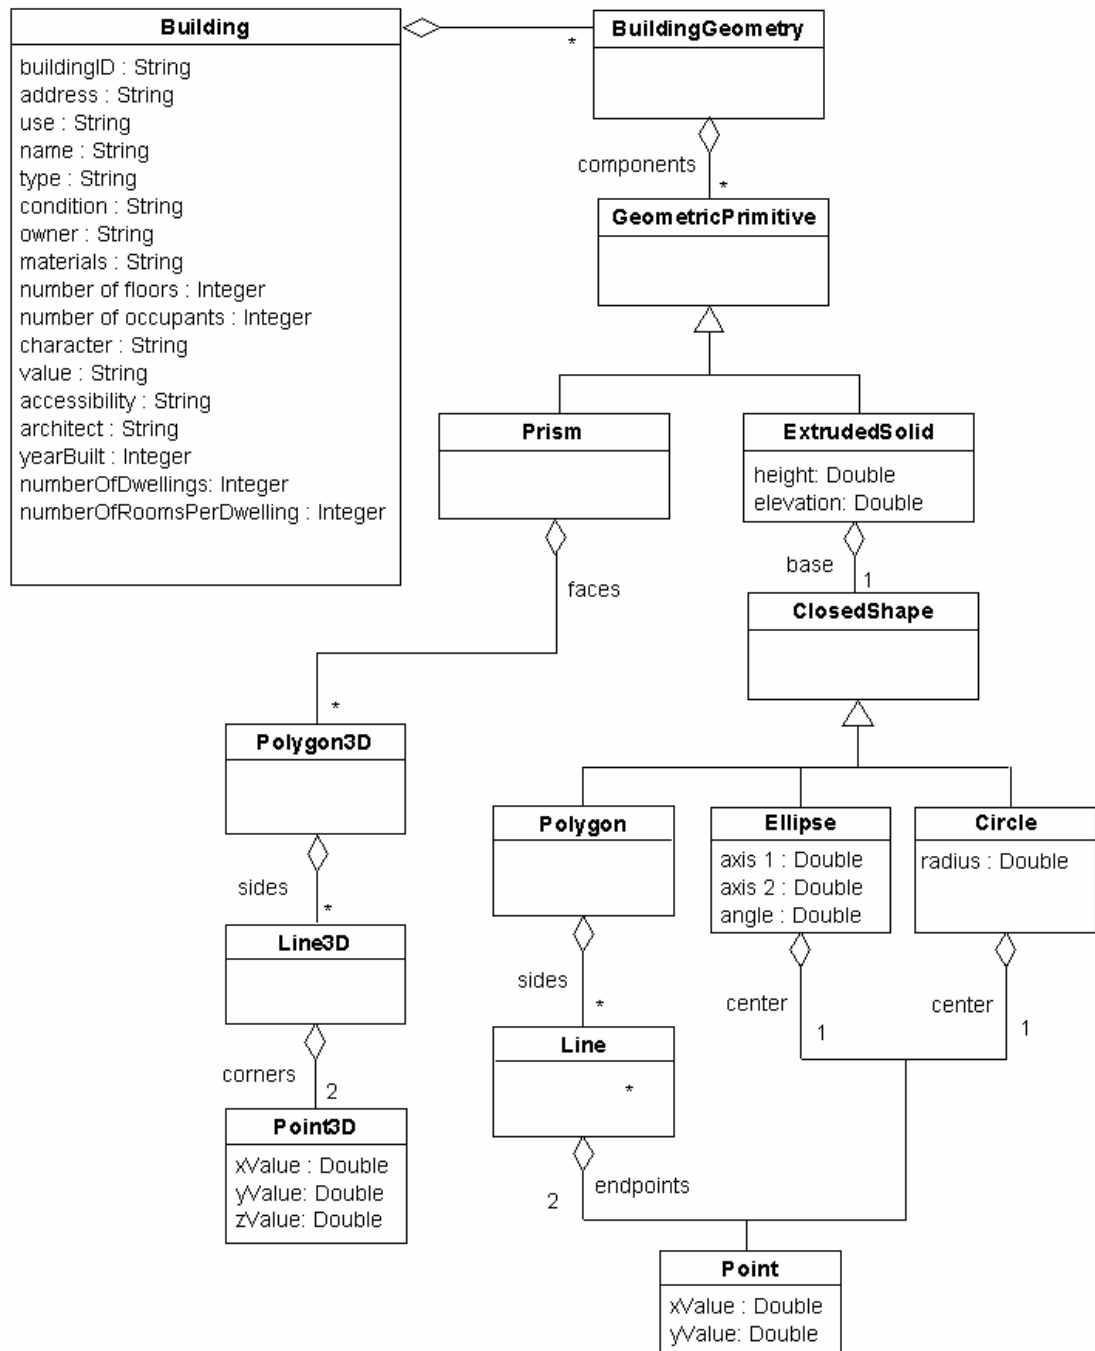 Building
buildingID : String
address : String
use : String
name : String
type : String
condition : String
owner : String
materials : String
number of floors : Integer
number of occupants : Integer
character : String
value : String
accessibility : String
architect : String
yearBuilt : Integer
numberOfDwellings: Integer
numberOfRoomsPerDwelling : Integer
*
BuildingGeometry
components
*
GeometricPrimitive
Prism
ExtrudedSolid
height: Double
elevation: Double
faces
base
1
ClosedShape
*
Polygon3D
Polygon
Ellipse
axis 1 : Double
axis 2 : Double
angle : Double
Circle
radius : Double
sides
*
Line3D
sides
*
center
1
center
1
Line
*
corners
2
Point3D
xValue : Double
yValue: Double
zValue: Double
2
endpoints
Point
xValue : Double
yValue: Double